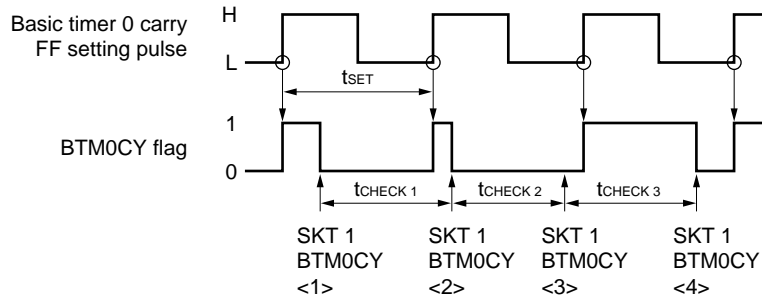 Basic timer 0 carry
FF setting pulse
H
L
tSET
BTM0CY flag
1
0
tCHECK 1
tCHECK 2
tCHECK 3
SKT 1
BTM0CY
<1>
SKT 1
BTM0CY
<2>
SKT 1
BTM0CY
<3>
SKT 1
BTM0CY
<4>